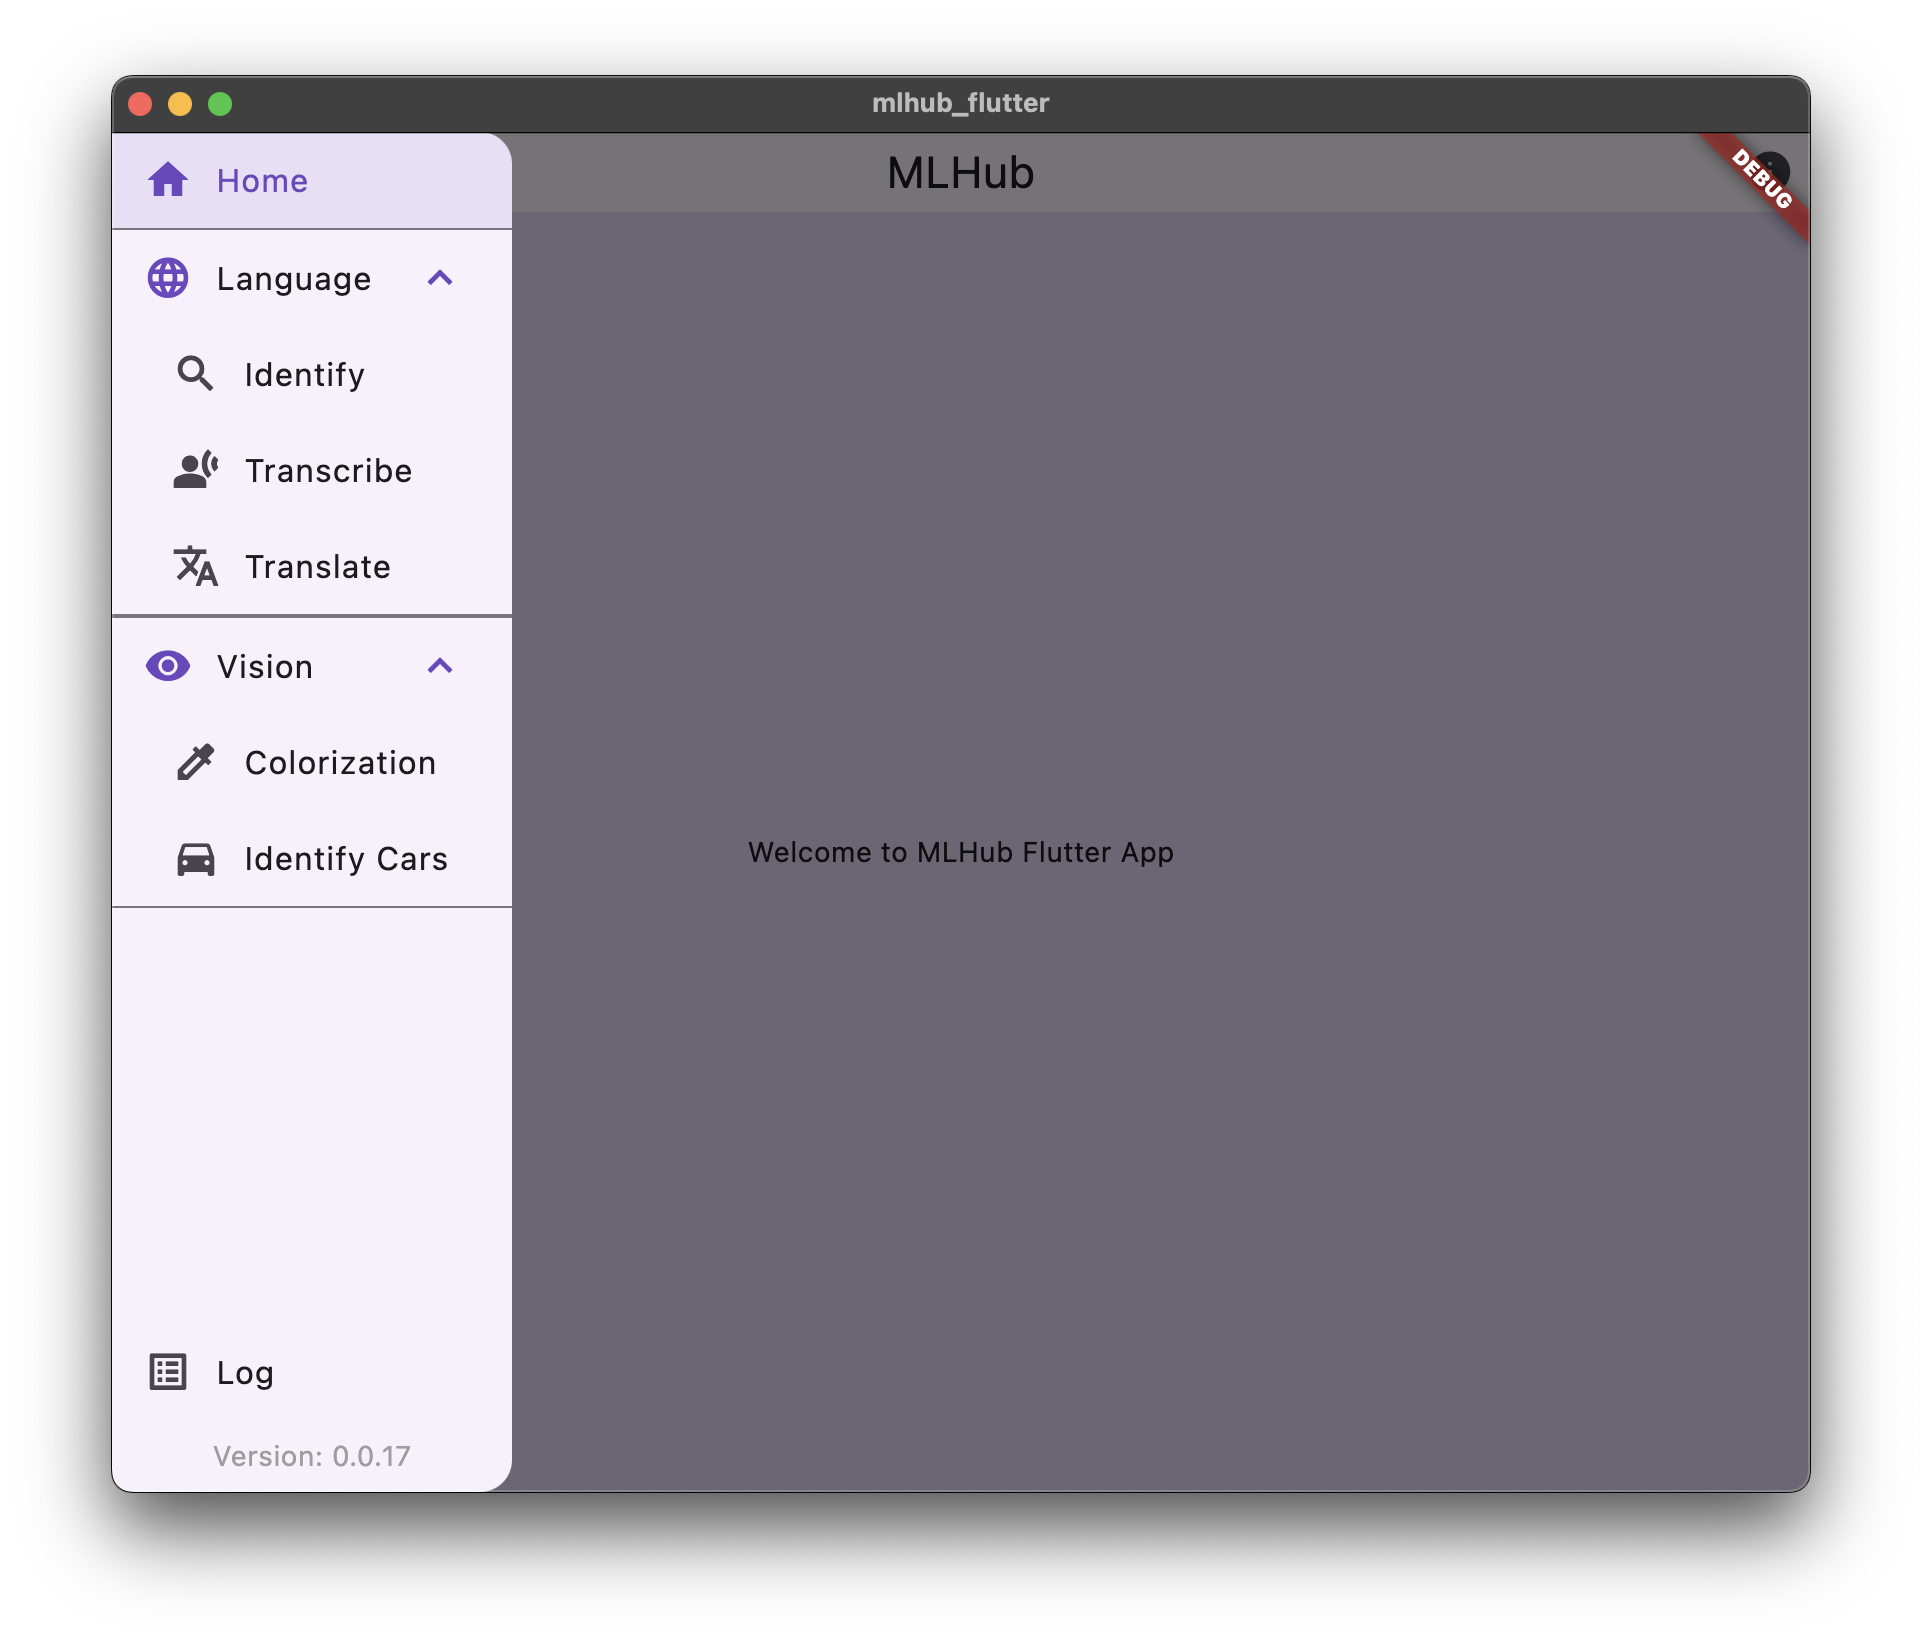 mlhub_flutter
MLHub
DEBUG
Home
Language
Identify
Transcribe
Translate
Vision
Colorization
Identify Cars
Welcome to MLHub Flutter App
Log
Version: 0.0.17